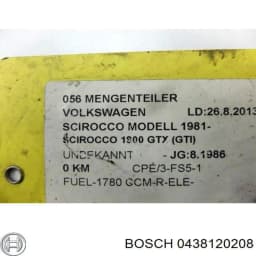 056 MENGENTEILER
VOLKSWAGEN LD:26.8.2013
SCIROCCO MODELL 1981-
SCIROCCO 1800 GTX (GTI)
UNBEKANNT - JG:8.1986
0 KM CPE/3-FS5-1
FUEL-1780 CCM-R-ELE-
BOSCH 0438120208